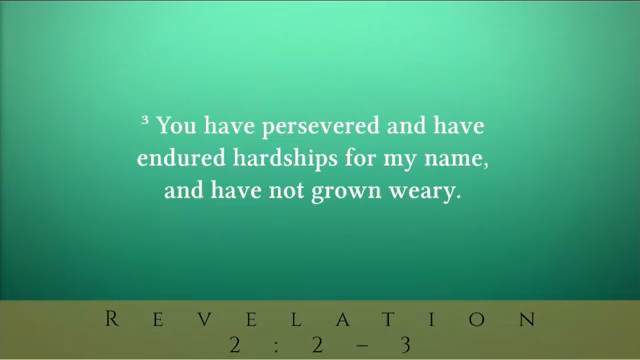 ³ You have persevered and have
endured hardships for my name,
and have not grown weary.
Revelation
2:2–3